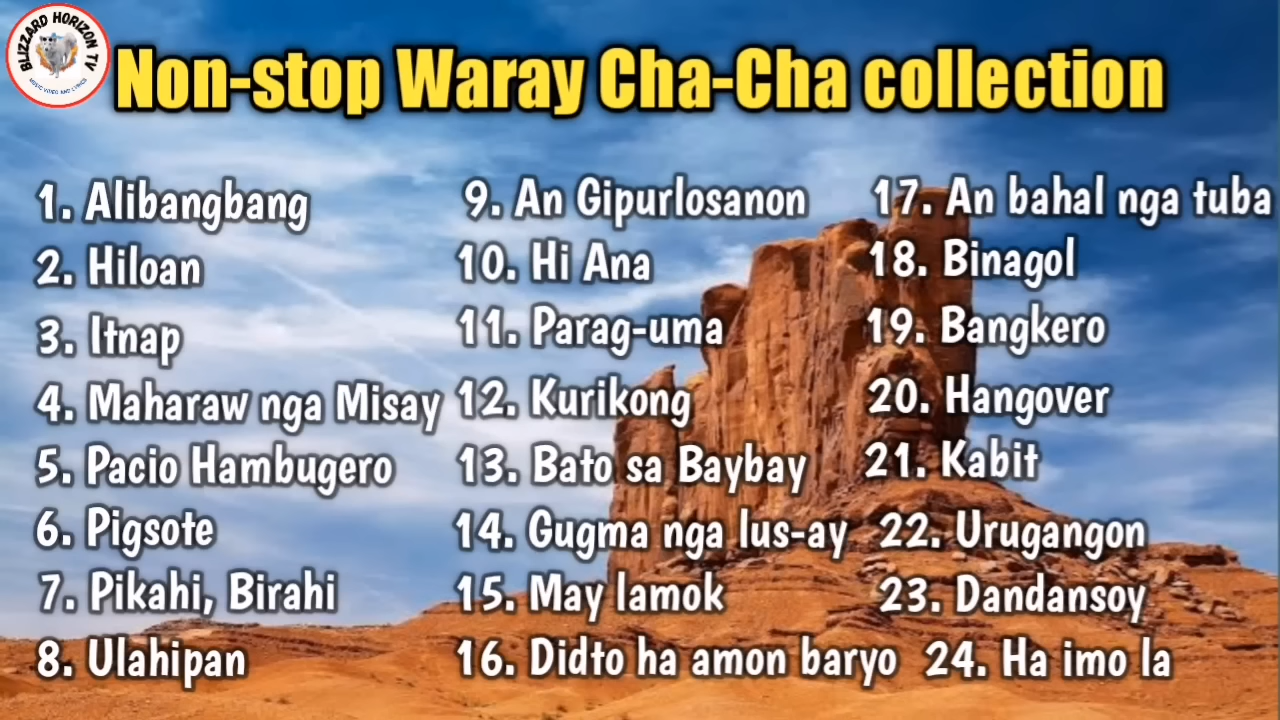 BLIZZARD HORIZON TV
MUSIC VIDEO AND LYRICS
Non-stop Waray Cha-Cha collection
1. Alibangbang
2. Hiloan
3. Itnap
4. Maharaw nga Misay
5. Pacio Hambugero
6. Pigsote
7. Pikahi, Birahi
8. Ulahipan
9. An Gipurlosanon
10. Hi Ana
11. Parag-uma
12. Kurikong
13. Bato sa Baybay
14. Gugma nga lus-ay
15. May lamok
16. Didto ha amon baryo
17. An bahal nga tuba
18. Binagol
19. Bangkero
20. Hangover
21. Kabit
22. Urugangon
23. Dandansoy
24. Ha imo la